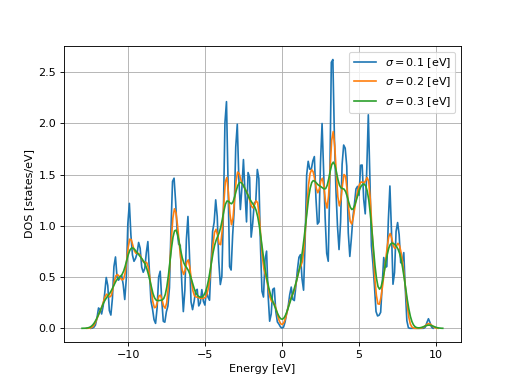 σ = 0.1 [eV]
σ = 0.2 [eV]
σ = 0.3 [eV]
DOS [states/eV]
2.5
2.0
1.5
1.0
0.5
0.0
−10 −5 0 5 10
Energy [eV]